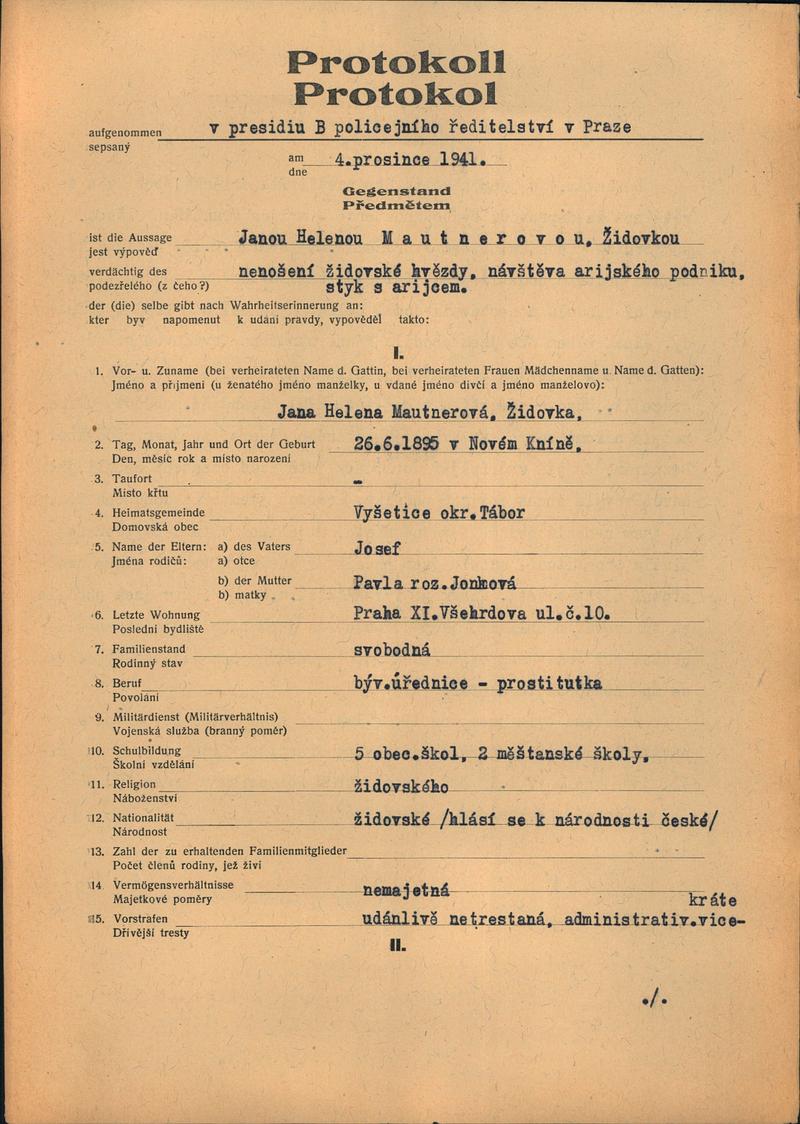 Protokoll
Protokol
aufgenommen v presidiu B policejního ředitelství v Praze
sepsaný
am 4.prosince 1941.
dne
Gegenstand
Předmětem
ist die Aussage Janou Helenou M a u t n e r o v o u, Židovkou
jest výpověď
verdächtig des nenošení židovské hvězdy, návštěva arijského podniku,
podezřelého (z čeho?) styk s arijcem.
der (die) selbe gibt nach Wahrheitserinnerung an:
kter byv napomenut k udání pravdy, vypověděl takto:
I.
1. Vor- u. Zuname (bei verheirateten Name d. Gattin, bei verheirateten Frauen Mädchenname u. Name d. Gatten):
Jméno a příjmení (u ženatého jméno manželky, u vdané jméno dívčí a jméno manželovo):
Jana Helena Mautnerová, Židovka,
2. Tag, Monat, Jahr und Ort der Geburt 26.6.1895 v Novém Kníně,
Den, měsíc rok a místo narození
3. Taufort -
Místo křtu
4. Heimatsgemeinde Vyšetice okr.Tábor
Domovská obec
5. Name der Eltern: a) des Vaters Josef
Jména rodičů: a) otce
b) der Mutter Pavla roz.Jonková
b) matky
6. Letzte Wohnung Praha XI.Všehrdova ul.č.10.
Poslední bydliště
7. Familienstand svobodná
Rodinný stav
8. Beruf býv.úřednice - prostitutka
Povolání
9. Militärdienst (Militärverhältnis)
Vojenská služba (branný poměr)
10. Schulbildung 5 obec.škol, 2 měštanské školy,
Školní vzdělání
11. Religion židovského
Náboženství
12. Nationalität židovské /hlásí se k národnosti české/
Národnost
13. Zahl der zu erhaltenden Familienmitglieder
Počet členů rodiny, jež živí
14 Vermögensverhältnisse nemajetná
Majetkové poměry kráte
15. Vorstrafen udánlivě netrestaná, administrativ.více-
Dřívější tresty
II.
./.